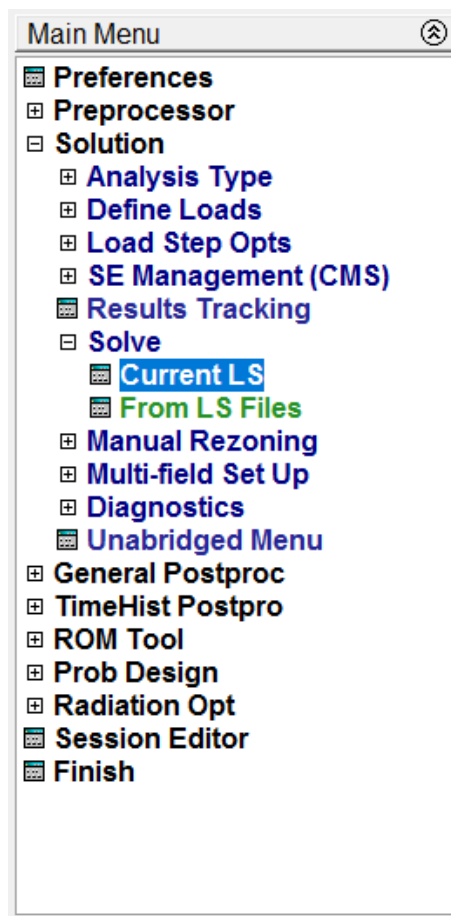 Main Menu
Preferences
Preprocessor
Solution
Analysis Type
Define Loads
Load Step Opts
SE Management (CMS)
Results Tracking
Solve
Current LS
From LS Files
Manual Rezoning
Multi-field Set Up
Diagnostics
Unabridged Menu
General Postproc
TimeHist Postpro
ROM Tool
Prob Design
Radiation Opt
Session Editor
Finish